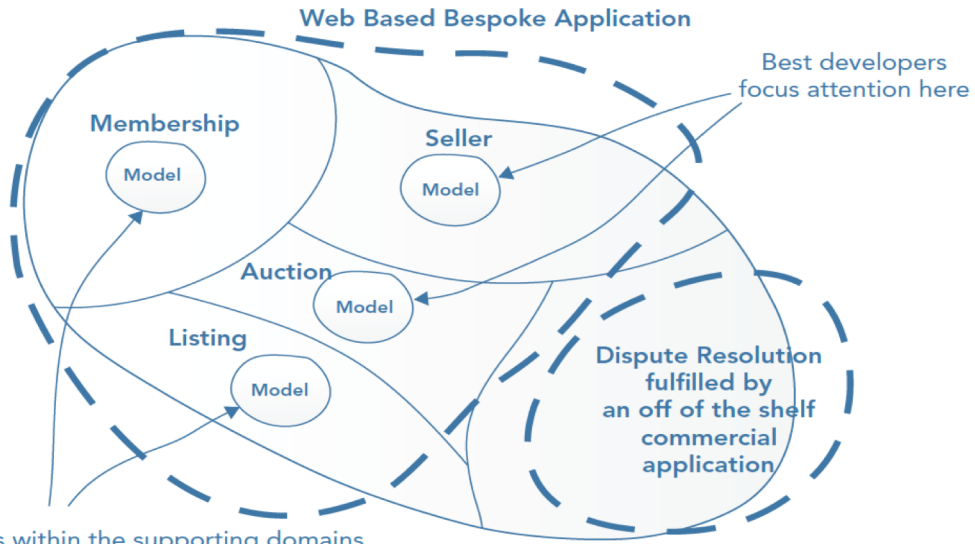 Web Based Bespoke Application
Best developers
focus attention here
Membership
Model
Seller
Model
Auction
Model
Listing
Model
Dispute Resolution
fulfilled by
an off of the shelf
commercial
application
within the supporting domains